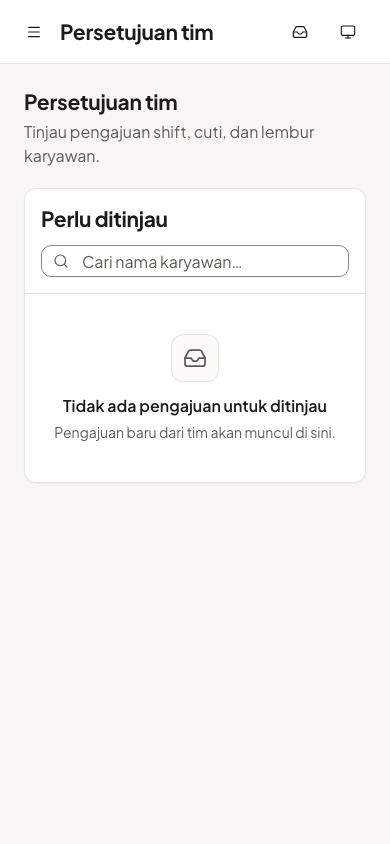 Persetujuan tim
Persetujuan tim
Tinjau pengajuan shift, cuti, dan lembur
karyawan.
Perlu ditinjau
Cari nama karyawan…
Tidak ada pengajuan untuk ditinjau
Pengajuan baru dari tim akan muncul di sini.